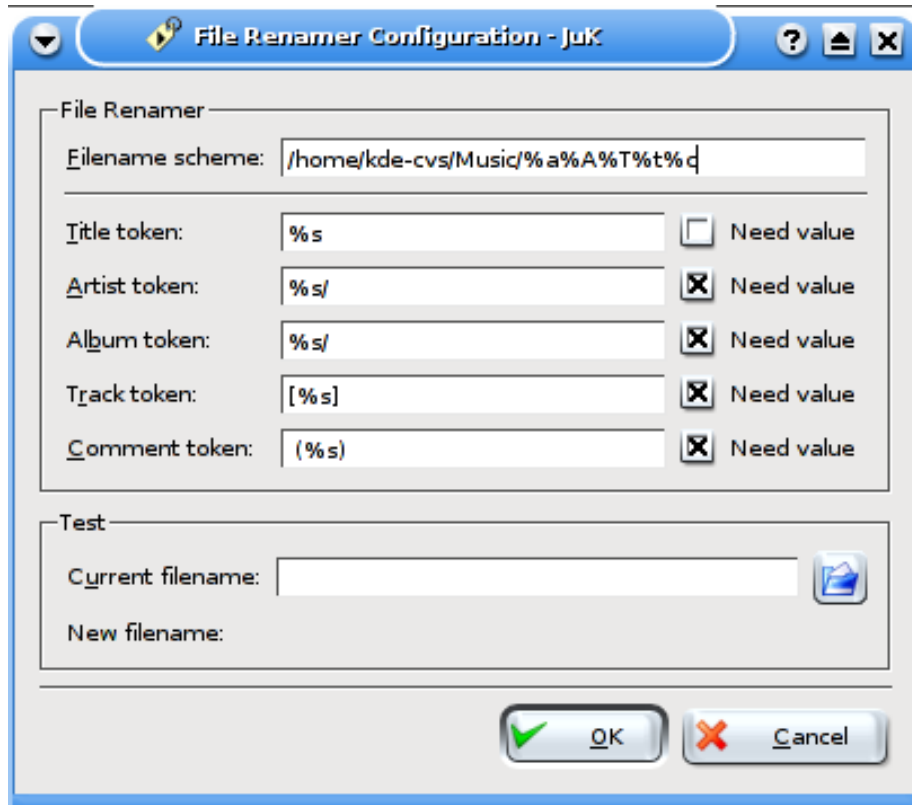 File Renamer Configuration - JuK
File Renamer
Filename scheme: /home/kde-cvs/Music/%a%A%T%t%c
Title token: %s Need value
Artist token: %s/ Need value
Album token: %s/ Need value
Track token: [%s] Need value
Comment token: (%s) Need value
Test
Current filename:
New filename:
OK Cancel